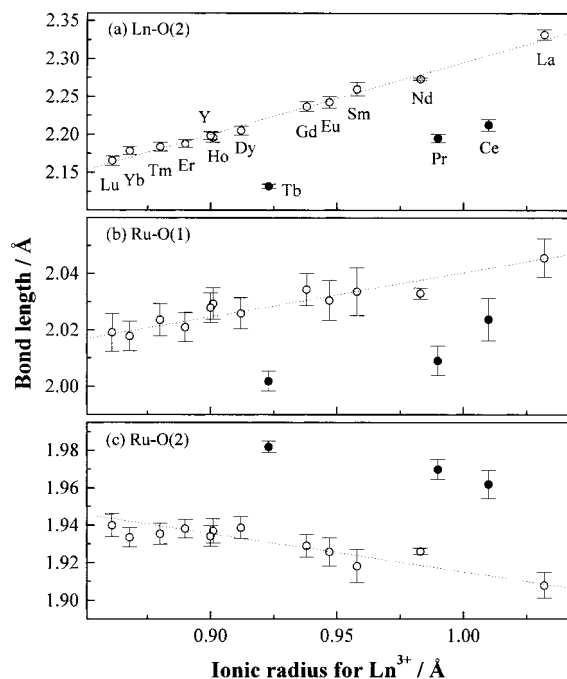 2.35
(a) Ln-O(2)
2.30
La
2.25
Y
Gd
Eu
Sm
Nd
2.20
Lu
Yb
Tm
Er
Ho
Dy
Pr
Ce
2.15
Tb
(b) Ru-O(1)
2.04
2.02
2.00
Bond length / Å
(c) Ru-O(2)
1.98
1.96
1.94
1.92
1.90
0.90 0.95 1.00
Ionic radius for Ln³⁺ / Å